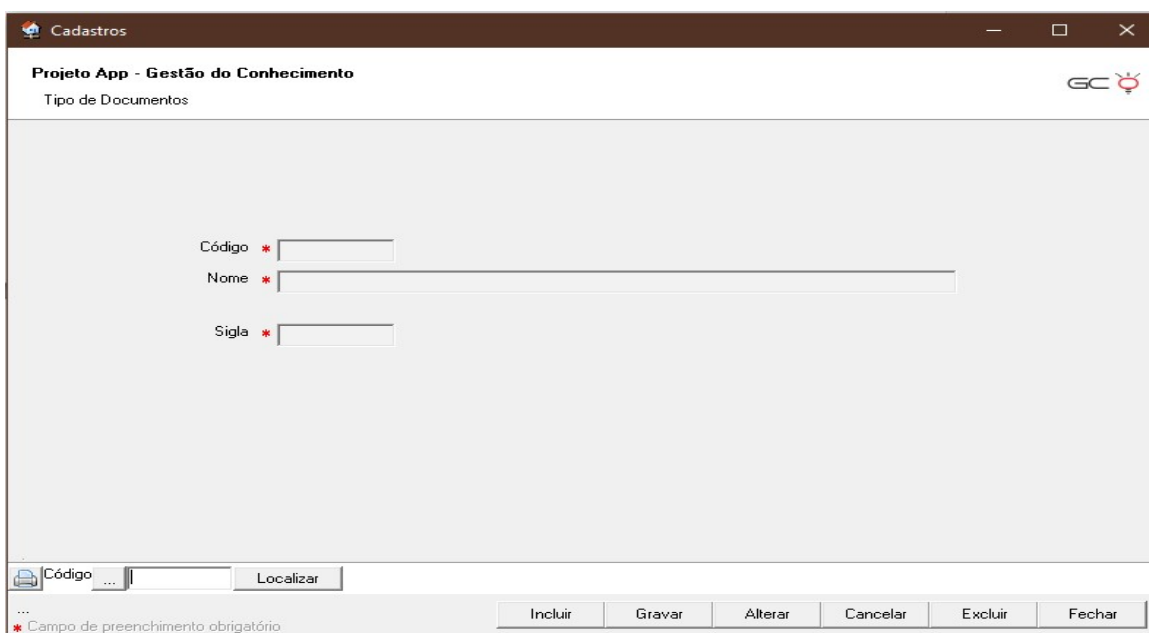 Cadastros
Projeto App - Gestão do Conhecimento
GC
Tipo de Documentos
Código *
Nome *
Sigla *
Código ... Localizar
...
Incluir Gravar Alterar Cancelar Excluir Fechar
* Campo de preenchimento obrigatório